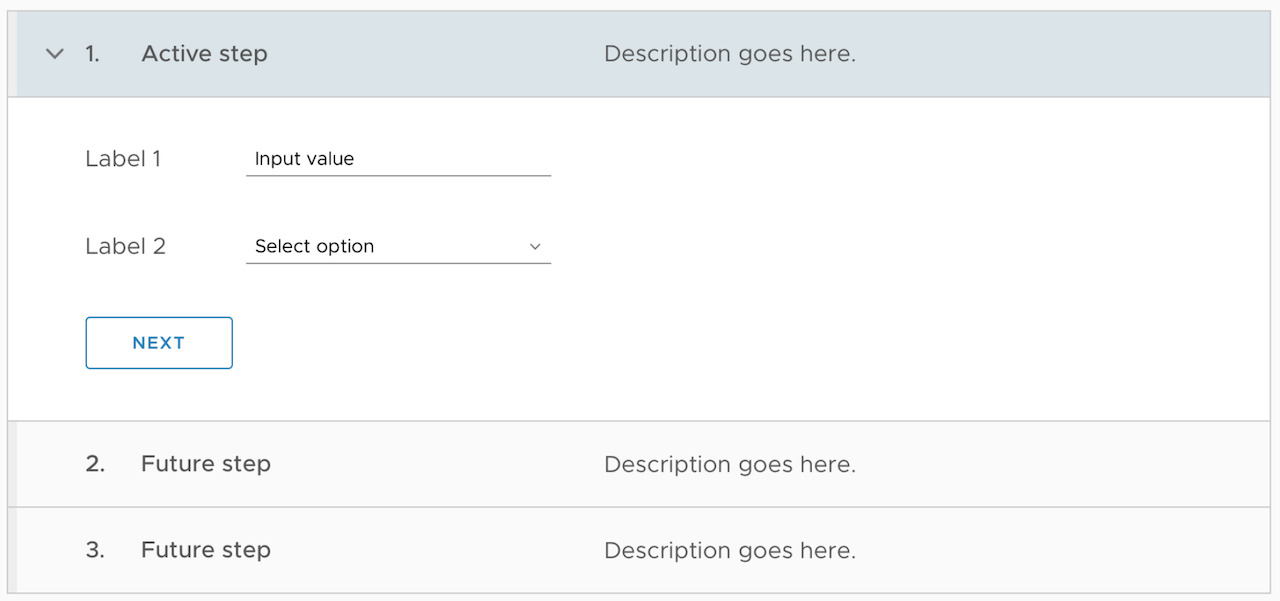 1. Active step Description goes here.
Label 1 Input value
Label 2 Select option
NEXT
2. Future step Description goes here.
3. Future step Description goes here.